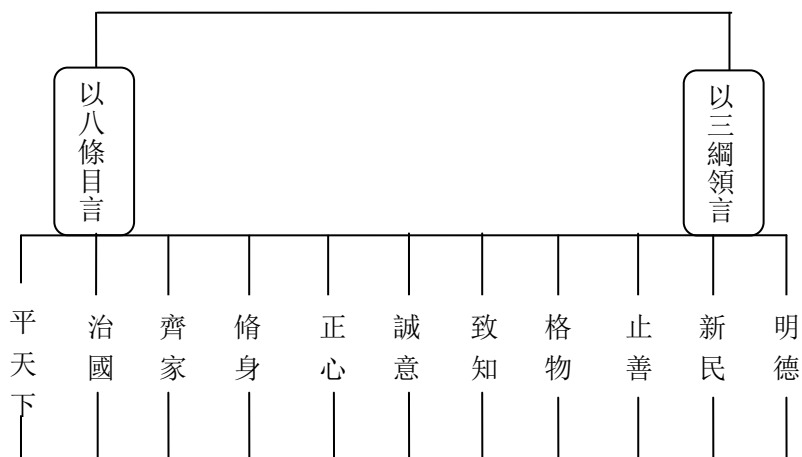 以三綱領言
以八條目言
明德
新民
止善
格物
致知
誠意
正心
脩身
齊家
治國
平天下